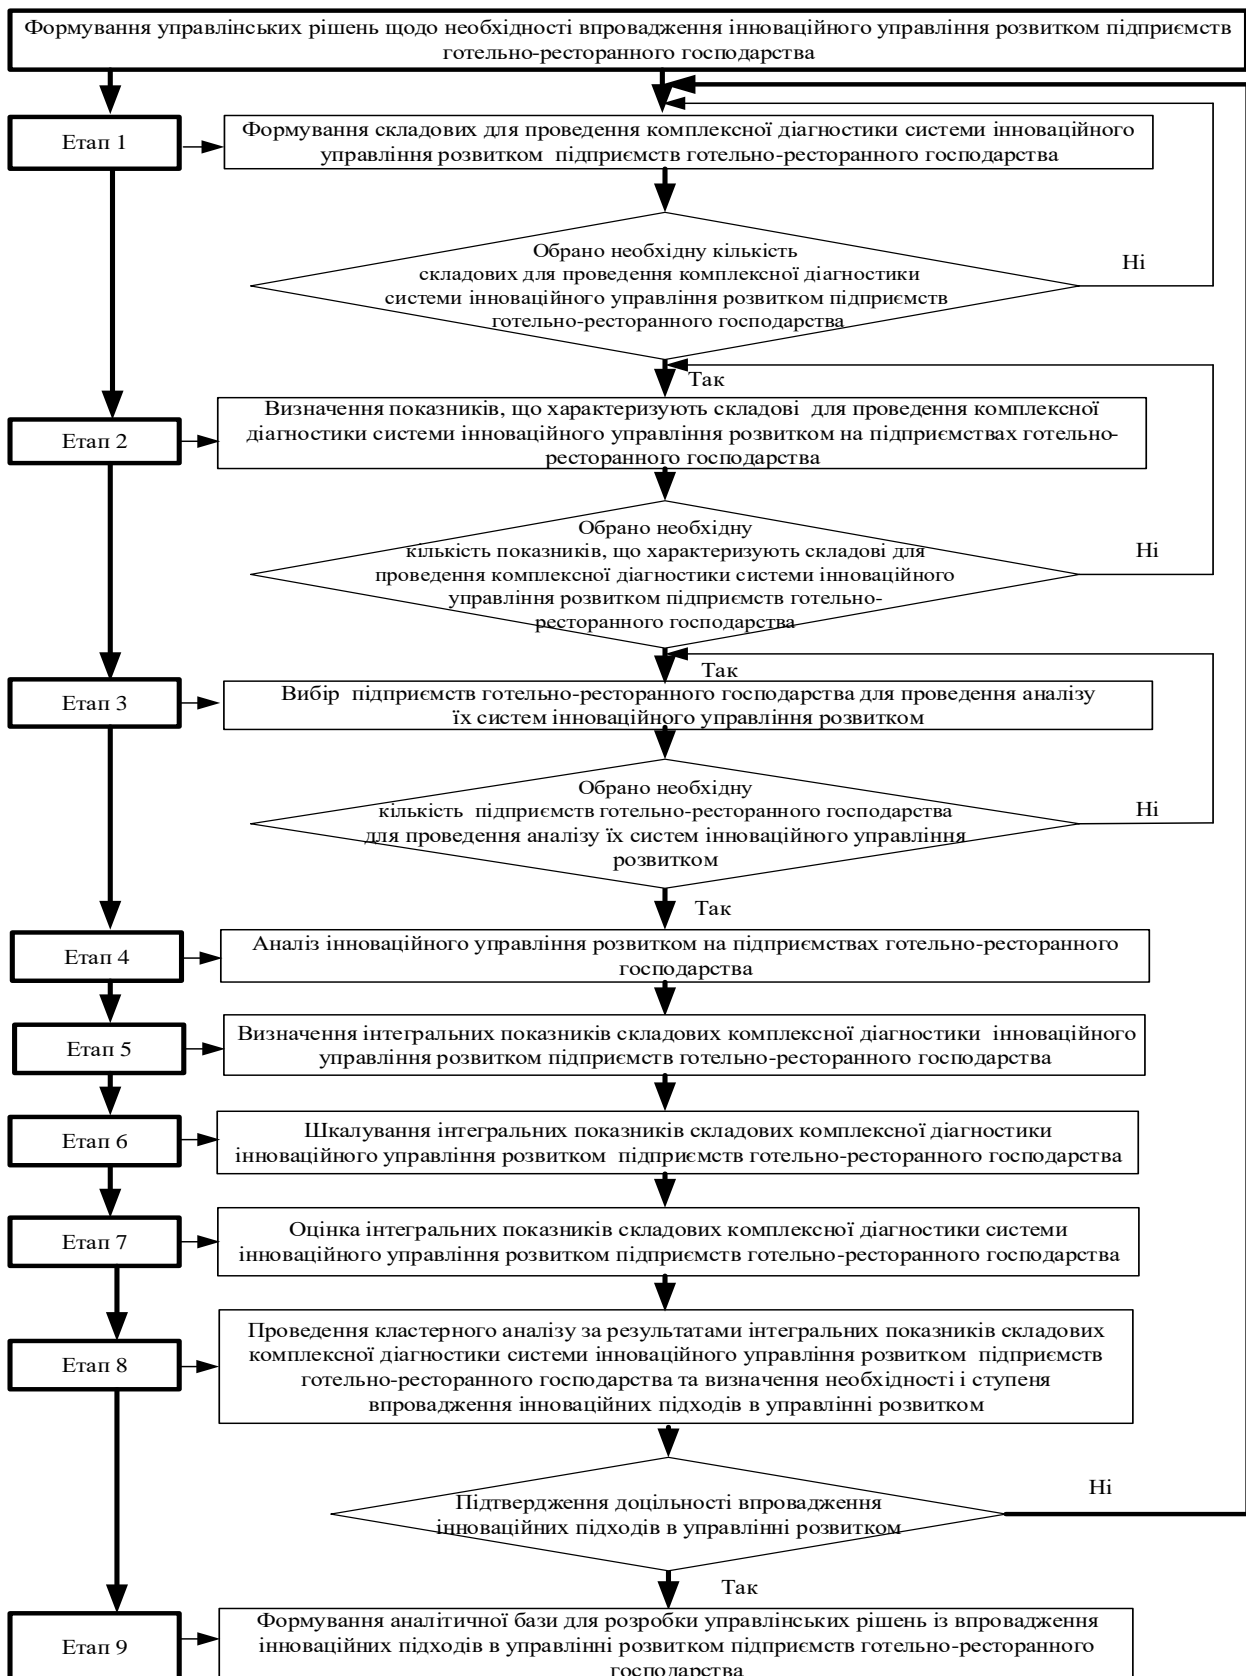 Формування управлінських рішень щодо необхідності впровадження інноваційного управління розвитком підприємств
готельно-ресторанного господарства
Етап 1
Формування складових для проведення комплексної діагностики системи інноваційного
управління розвитком підприємств готельно-ресторанного господарства
Обрано необхідну кількість
складових для проведення комплексної діагностики
системи інноваційного управління розвитком підприємств
готельно-ресторанного господарства
Ні
Так
Етап 2
Визначення показників, що характеризують складові для проведення комплексної
діагностики системи інноваційного управління розвитком на підприємствах готельно-
ресторанного господарства
Обрано необхідну
кількість показників, що характеризують складові для
проведення комплексної діагностики системи інноваційного
управління розвитком підприємств готельно-
ресторанного господарства
Ні
Так
Етап 3
Вибір підприємств готельно-ресторанного господарства для проведення аналізу
їх систем інноваційного управління розвитком
Обрано необхідну
кількість підприємств готельно-ресторанного господарства
для проведення аналізу їх систем інноваційного управління
розвитком
Ні
Так
Етап 4
Аналіз інноваційного управління розвитком на підприємствах готельно-ресторанного
господарства
Етап 5
Визначення інтегральних показників складових комплексної діагностики інноваційного
управління розвитком підприємств готельно-ресторанного господарства
Етап 6
Шкалування інтегральних показників складових комплексної діагностики
інноваційного управління розвитком підприємств готельно-ресторанного господарства
Етап 7
Оцінка інтегральних показників складових комплексної діагностики системи
інноваційного управління розвитком підприємств готельно-ресторанного господарства
Етап 8
Проведення кластерного аналізу за результатами інтегральних показників складових
комплексної діагностики системи інноваційного управління розвитком підприємств
готельно-ресторанного господарства та визначення необхідності і ступеня
впровадження інноваційних підходів в управлінні розвитком
Підтвердження доцільності впровадження
інноваційних підходів в управлінні розвитком
Ні
Так
Етап 9
Формування аналітичної бази для розробки управлінських рішень із впровадження
інноваційних підходів в управлінні розвитком підприємств готельно-ресторанного
господарства